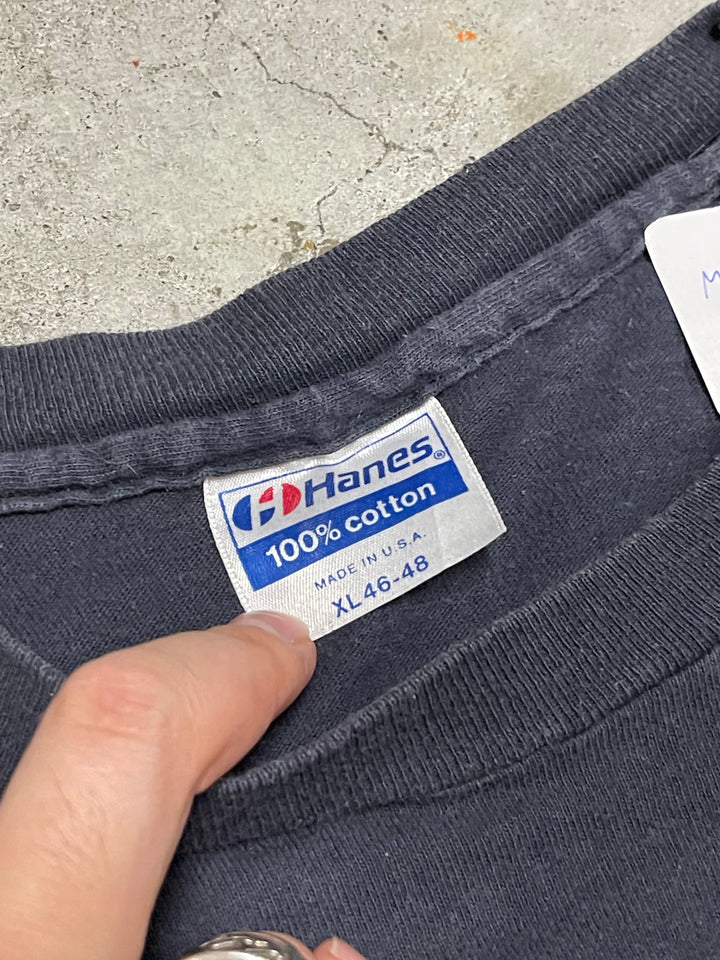 Hanes®
100% cotton
MADE IN U.S.A.
XL 46-48